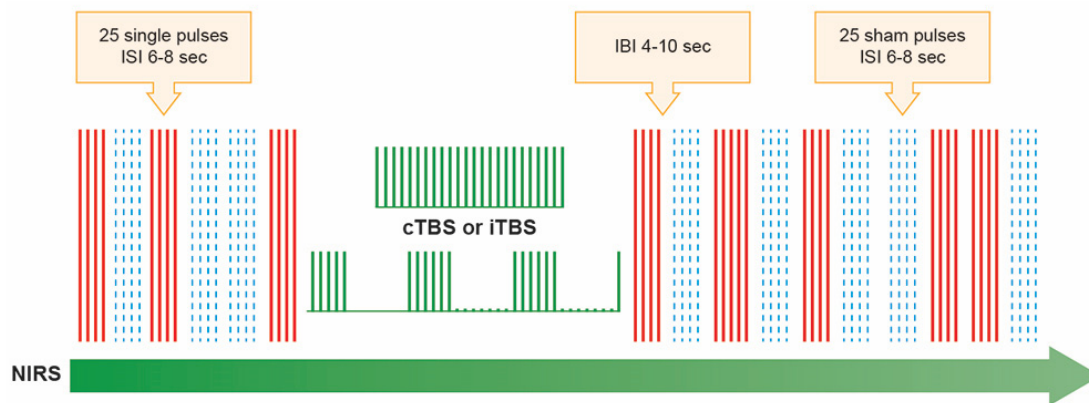 25 single pulses
ISI 6-8 sec
IBI 4-10 sec
25 sham pulses
ISI 6-8 sec
cTBS or iTBS
NIRS